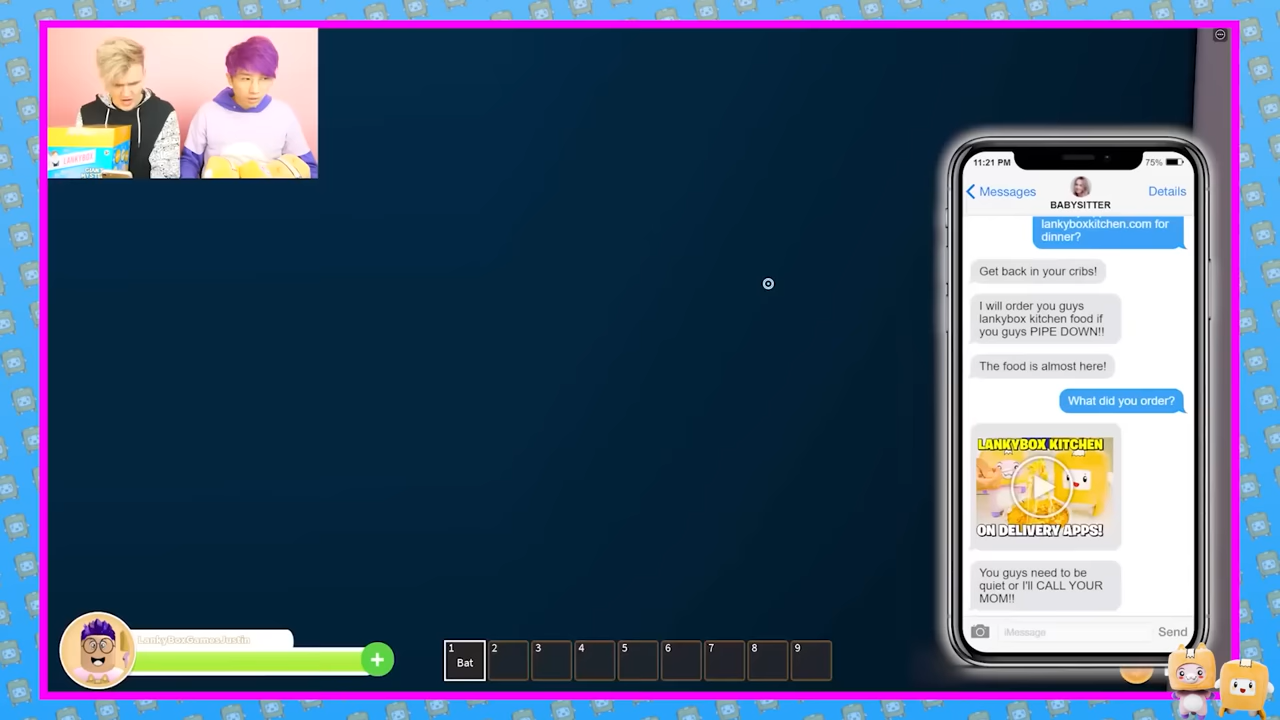 LANKYBOX
11:21 PM
75%
Messages
BABYSITTER
Details
lankyboxkitchen.com for
dinner?
Get back in your cribs!
I will order you guys
lankybox kitchen food if
you guys PIPE DOWN!!
The food is almost here!
What did you order?
LANKYBOX KITCHEN
ON DELIVERY APPS!
You guys need to be
quiet or I'll CALL YOUR
MOM!!
iMessage
Send
LankyBoxGamesJustin
1 2 3 4 5 6 7 8 9
Bat